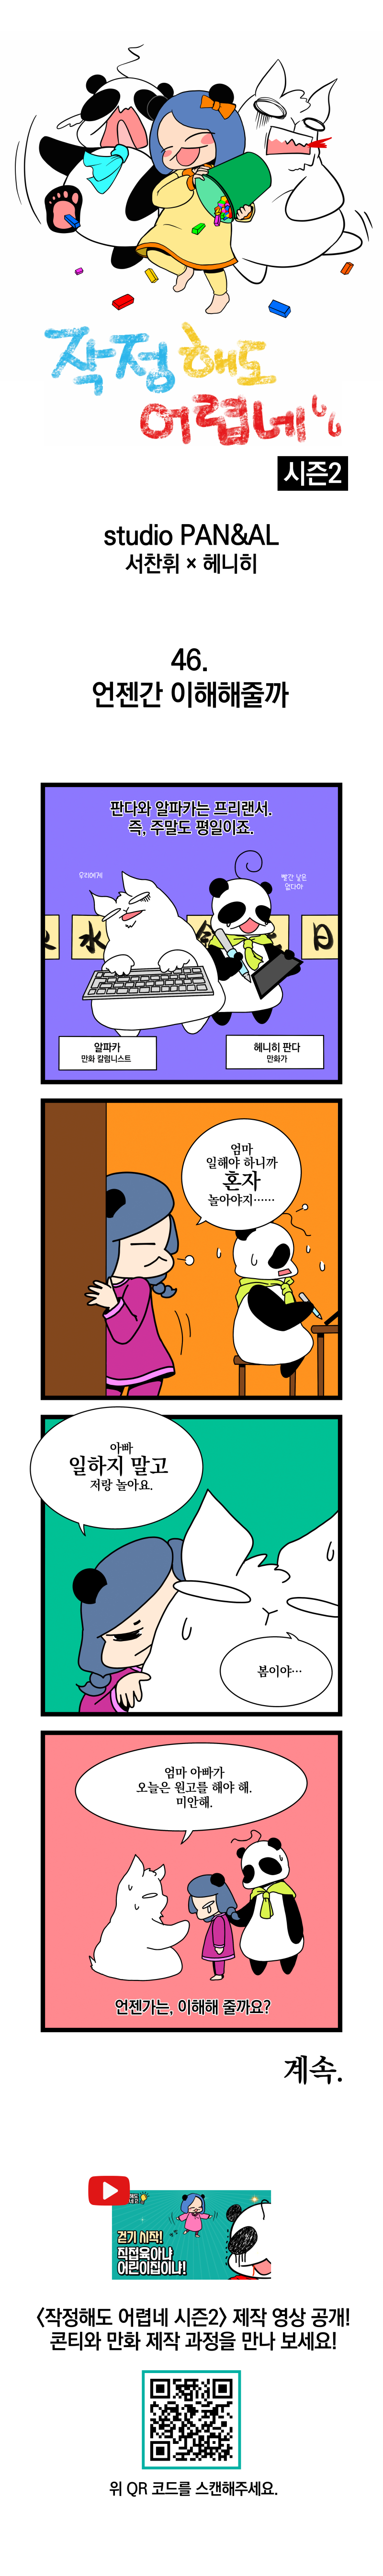 작정해도
어렵네
시즌2
studio PAN&AL
서찬휘 × 헤니히
46.
언젠간 이해해줄까
판다와 알파카는 프리랜서.
즉, 주말도 평일이죠.
우리에게
빨간 날은
없다아
水
日
알파카
만화 칼럼니스트
헤니히 판다
만화가
엄마
일해야 하니까
혼자
놀아야지……
아빠
일하지 말고
저랑 놀아요.
봄이야…
엄마 아빠가
오늘은 원고를 해야 해.
미안해.
언젠가는, 이해해 줄까요?
계속.
걷기 시작!
직접육아냐
어린이집이냐!
<작정해도 어렵네 시즌2> 제작 영상 공개!
콘티와 만화 제작 과정을 만나 보세요!
위 QR 코드를 스캔해주세요.